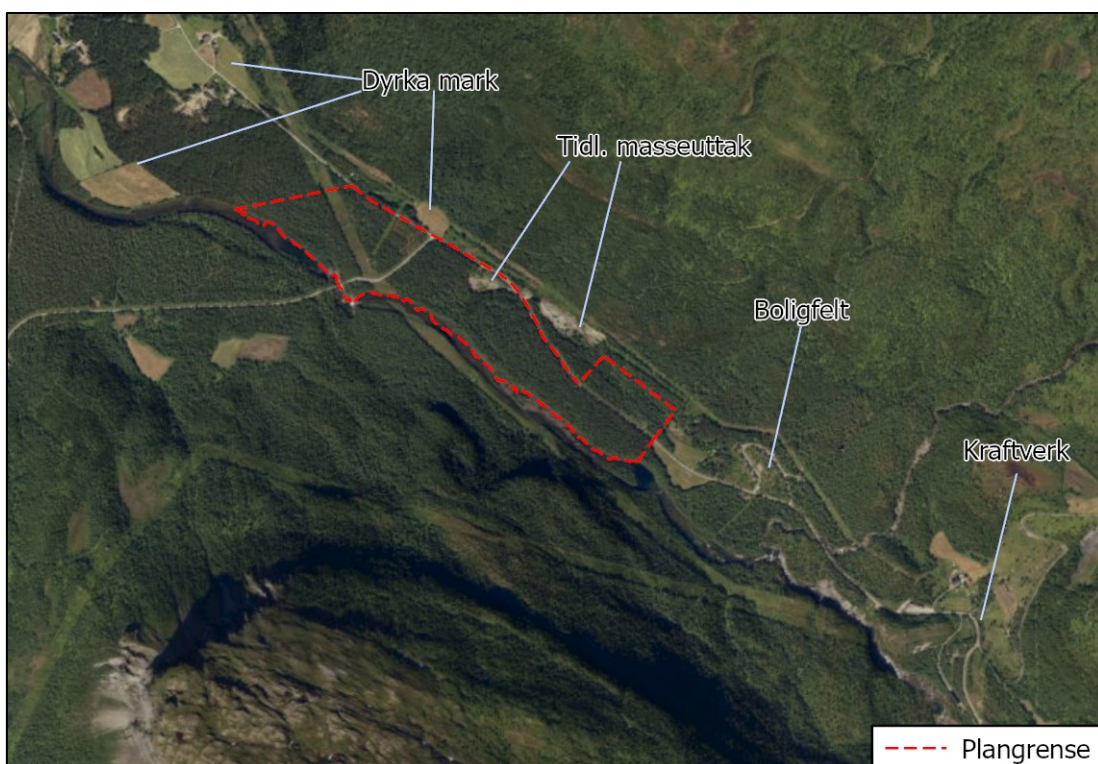 Dyrka mark
Tidl. masseuttak
Boligfelt
Kraftverk
Plangrense